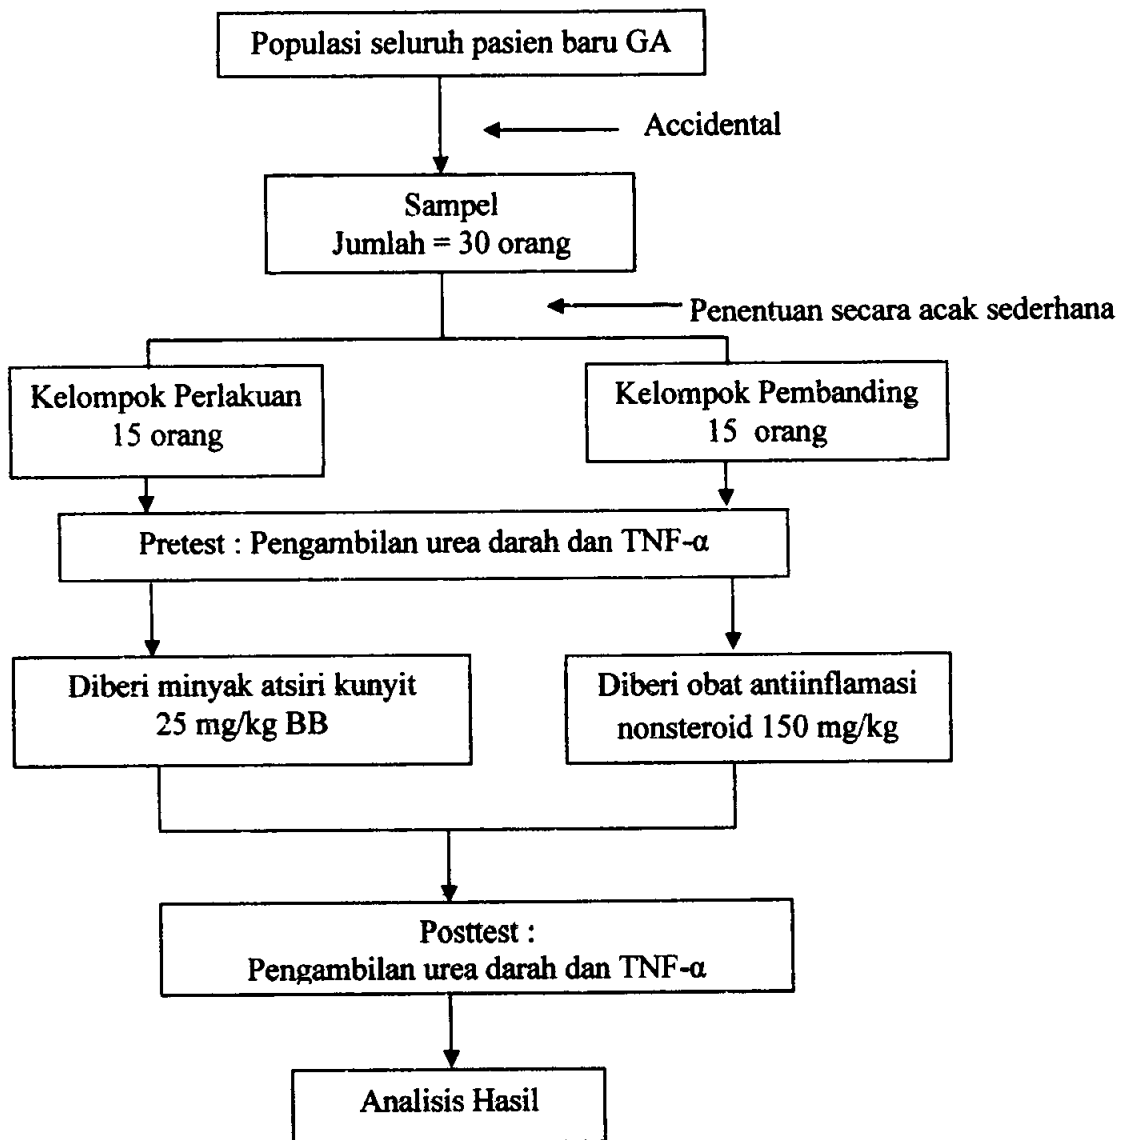 Populasi seluruh pasien baru GA
Accidental
Sampel
Jumlah = 30 orang
Penentuan secara acak sederhana
Kelompok Perlakuan
15 orang
Kelompok Pembanding
15 orang
Pretest : Pengambilan urea darah dan TNF-α
Diberi minyak atsiri kunyit
25 mg/kg BB
Diberi obat antiinflamasi
nonsteroid 150 mg/kg
Posttest :
Pengambilan urea darah dan TNF-α
Analisis Hasil